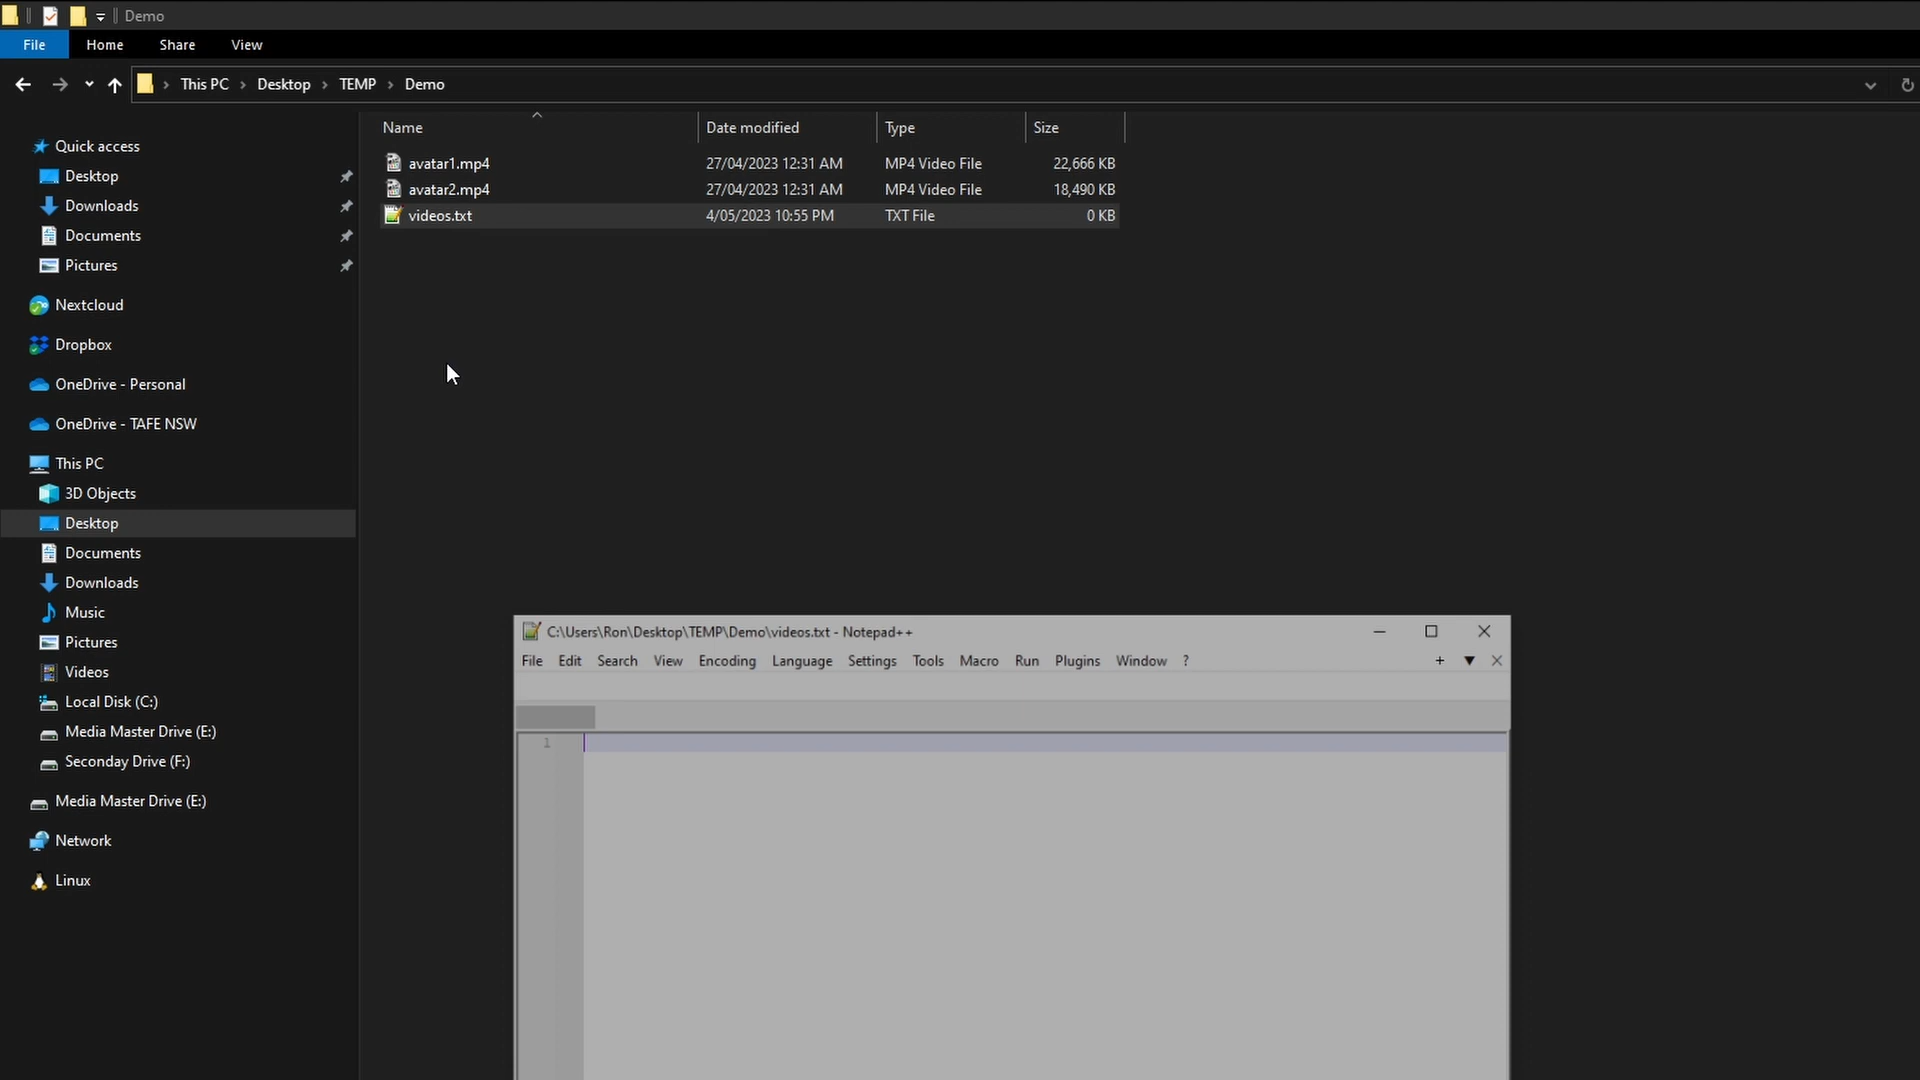 Demo
File Home Share View
This PC Desktop TEMP Demo
Name Date modified Type Size
avatar1.mp4 27/04/2023 12:31 AM MP4 Video File 22,666 KB
avatar2.mp4 27/04/2023 12:31 AM MP4 Video File 18,490 KB
videos.txt 4/05/2023 10:55 PM TXT File 0 KB
Quick access
Desktop
Downloads
Documents
Pictures
Nextcloud
Dropbox
OneDrive - Personal
OneDrive - TAFE NSW
This PC
3D Objects
Desktop
Documents
Downloads
Music
Pictures
Videos
Local Disk (C:)
Media Master Drive (E:)
Seconday Drive (F:)
Media Master Drive (E:)
Network
Linux
C:\Users\Ron\Desktop\TEMP\Demo\videos.txt - Notepad++
File Edit Search View Encoding Language Settings Tools Macro Run Plugins Window ?
1